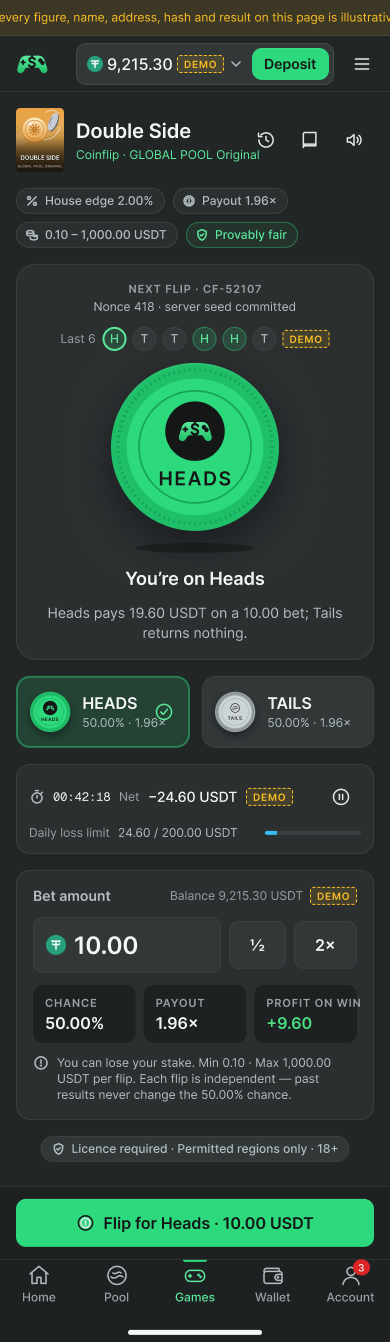 every figure, name, address, hash and result on this page is illustrativ
9,215.30 DEMO Deposit
DOUBLE SIDE
GLOBAL POOL ORIGINAL
Double Side
Coinflip · GLOBAL POOL Original
House edge 2.00%
Payout 1.96×
0.10 – 1,000.00 USDT
Provably fair
NEXT FLIP · CF-52107
Nonce 418 · server seed committed
Last 6 H T T H H T DEMO
HEADS
You're on Heads
Heads pays 19.60 USDT on a 10.00 bet; Tails
returns nothing.
HEADS
HEADS
50.00% · 1.96×
TAILS
TAILS
50.00% · 1.96×
00:42:18 Net −24.60 USDT DEMO
Daily loss limit 24.60 / 200.00 USDT
Bet amount Balance 9,215.30 USDT DEMO
10.00 ½ 2×
CHANCE
50.00%
PAYOUT
1.96×
PROFIT ON WIN
+9.60
You can lose your stake. Min 0.10 · Max 1,000.00
USDT per flip. Each flip is independent — past
results never change the 50.00% chance.
Licence required · Permitted regions only · 18+
Flip for Heads · 10.00 USDT
3
Home Pool Games Wallet Account